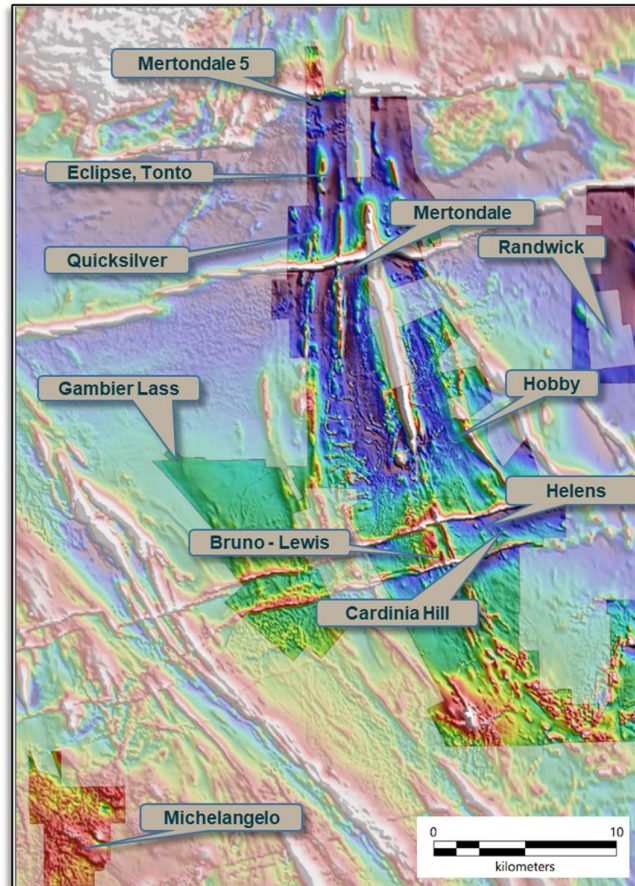 Mertondale 5
Eclipse, Tonto
Mertondale
Quicksilver
Randwick
Gambier Lass
Hobby
Helens
Bruno - Lewis
Cardinia Hill
Michelangelo
0 10
kilometers